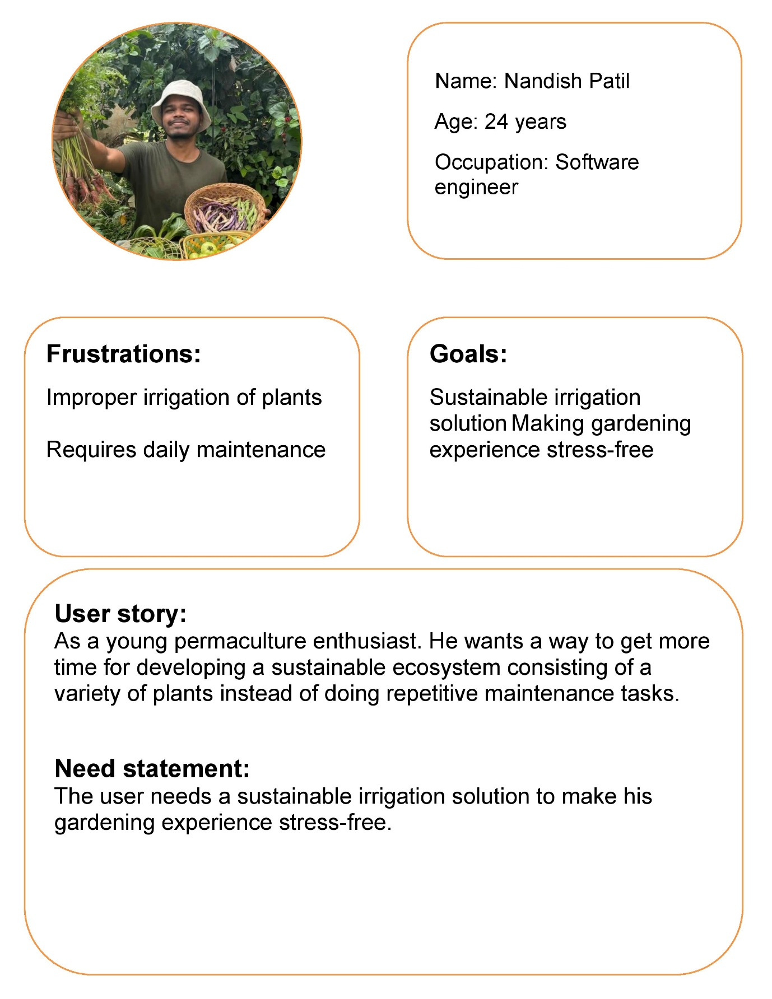 Name: Nandish Patil
Age: 24 years
Occupation: Software
engineer
Frustrations:
Improper irrigation of plants
Requires daily maintenance
Goals:
Sustainable irrigation
solution Making gardening
experience stress-free
User story:
As a young permaculture enthusiast. He wants a way to get more
time for developing a sustainable ecosystem consisting of a
variety of plants instead of doing repetitive maintenance tasks.
Need statement:
The user needs a sustainable irrigation solution to make his
gardening experience stress-free.